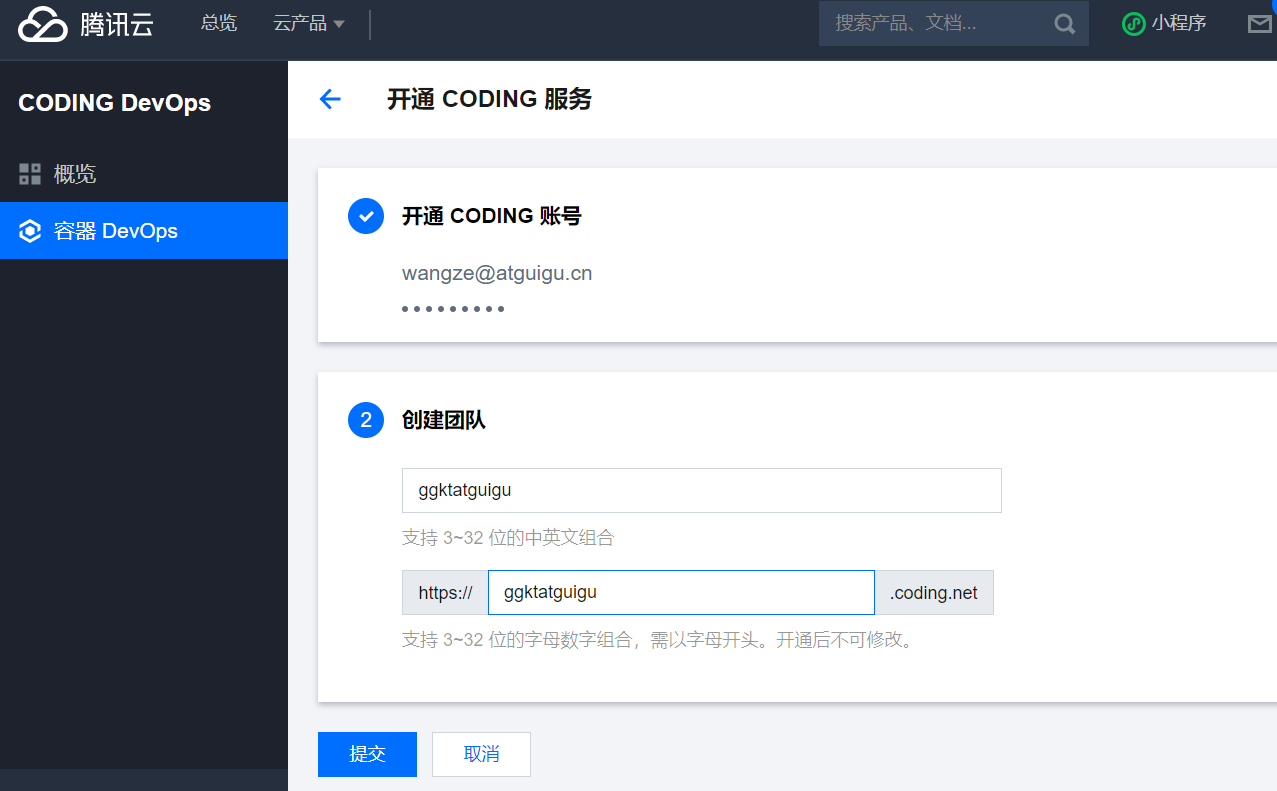 腾讯云 总览 云产品 搜索产品、文档... 小程序
CODING DevOps
开通 CODING 服务
概览
容器 DevOps
开通 CODING 账号
wangze@atguigu.cn
•••••••••
2 创建团队
ggktatguigu
支持 3~32 位的中英文组合
https:// ggktatguigu .coding.net
支持 3~32 位的字母数字组合，需以字母开头。开通后不可修改。
提交 取消